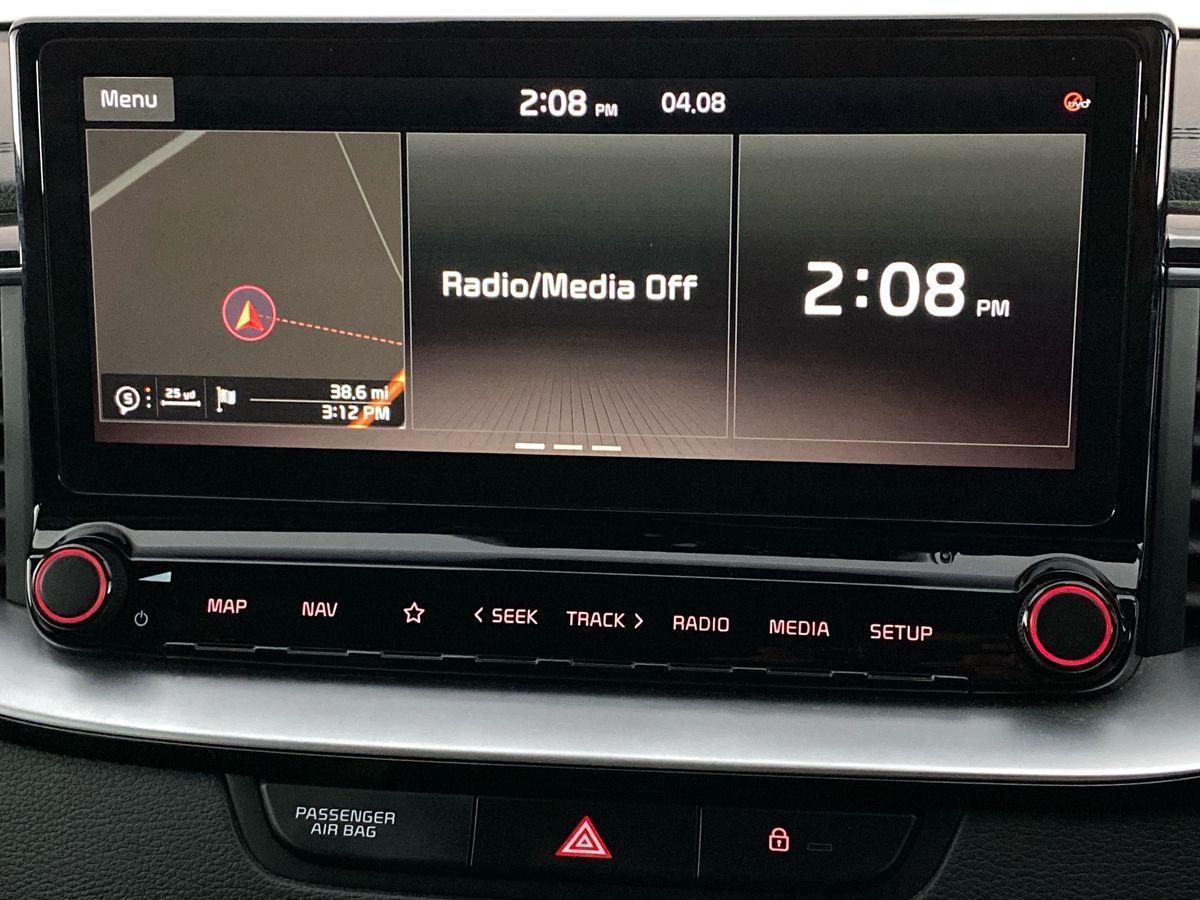 Menu
2:08 PM 04.08
UVO
Radio/Media Off
2:08 PM
S
25 yd
38.6 mi
3:12 PM
MAP NAV < SEEK TRACK > RADIO MEDIA SETUP
PASSENGER
AIR BAG